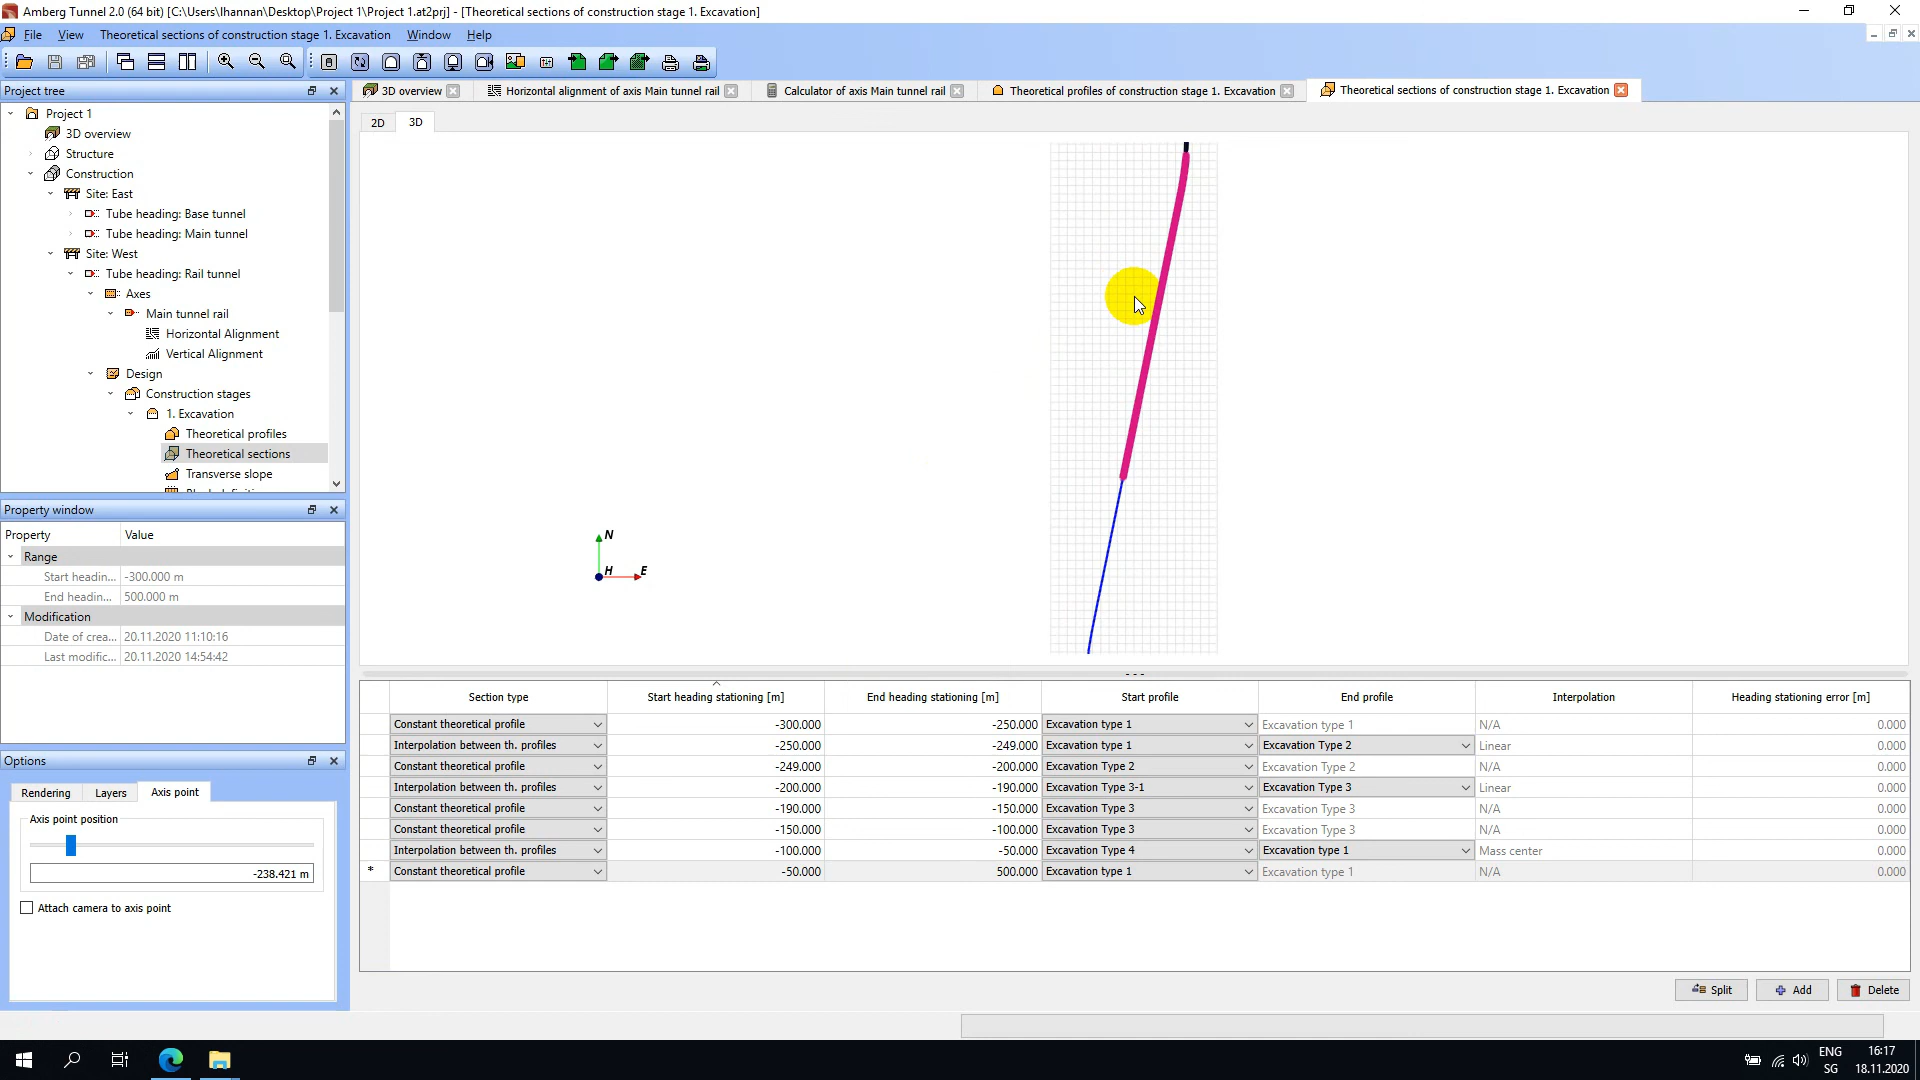 Amberg Tunnel 2.0 (64 bit) [C:\Users\lhannan\Desktop\Project 1\Project 1.at2prj] - [Theoretical sections of construction stage 1. Excavation]
File View Theoretical sections of construction stage 1. Excavation Window Help
Project tree
3D overview
Horizontal alignment of axis Main tunnel rail
Calculator of axis Main tunnel rail
Theoretical profiles of construction stage 1. Excavation
Theoretical sections of construction stage 1. Excavation
Project 1
3D overview
Structure
Construction
Site: East
Tube heading: Base tunnel
Tube heading: Main tunnel
Site: West
Tube heading: Rail tunnel
Axes
Main tunnel rail
Horizontal Alignment
Vertical Alignment
Design
Construction stages
1. Excavation
Theoretical profiles
Theoretical sections
Transverse slope
2D 3D
N
H E
Property window
Property Value
Range
Start headin... -300.000 m
End headin... 500.000 m
Modification
Date of crea... 20.11.2020 11:10:16
Last modific... 20.11.2020 14:54:42
Options
Rendering Layers Axis point
Axis point position
-238.421 m
Attach camera to axis point
Section type Start heading stationing [m] End heading stationing [m] Start profile End profile Interpolation Heading stationing error [m]
Constant theoretical profile -300.000 -250.000 Excavation type 1 Excavation type 1 N/A 0.000
Interpolation between th. profiles -250.000 -249.000 Excavation type 1 Excavation Type 2 Linear 0.000
Constant theoretical profile -249.000 -200.000 Excavation Type 2 Excavation Type 2 N/A 0.000
Interpolation between th. profiles -200.000 -190.000 Excavation Type 3-1 Excavation Type 3 Linear 0.000
Constant theoretical profile -190.000 -150.000 Excavation Type 3 Excavation Type 3 N/A 0.000
Constant theoretical profile -150.000 -100.000 Excavation Type 3 Excavation Type 3 N/A 0.000
Interpolation between th. profiles -100.000 -50.000 Excavation Type 4 Excavation type 1 Mass center 0.000
* Constant theoretical profile -50.000 500.000 Excavation type 1 Excavation type 1 N/A 0.000
Split Add Delete
ENG 16:17
SG 18.11.2020